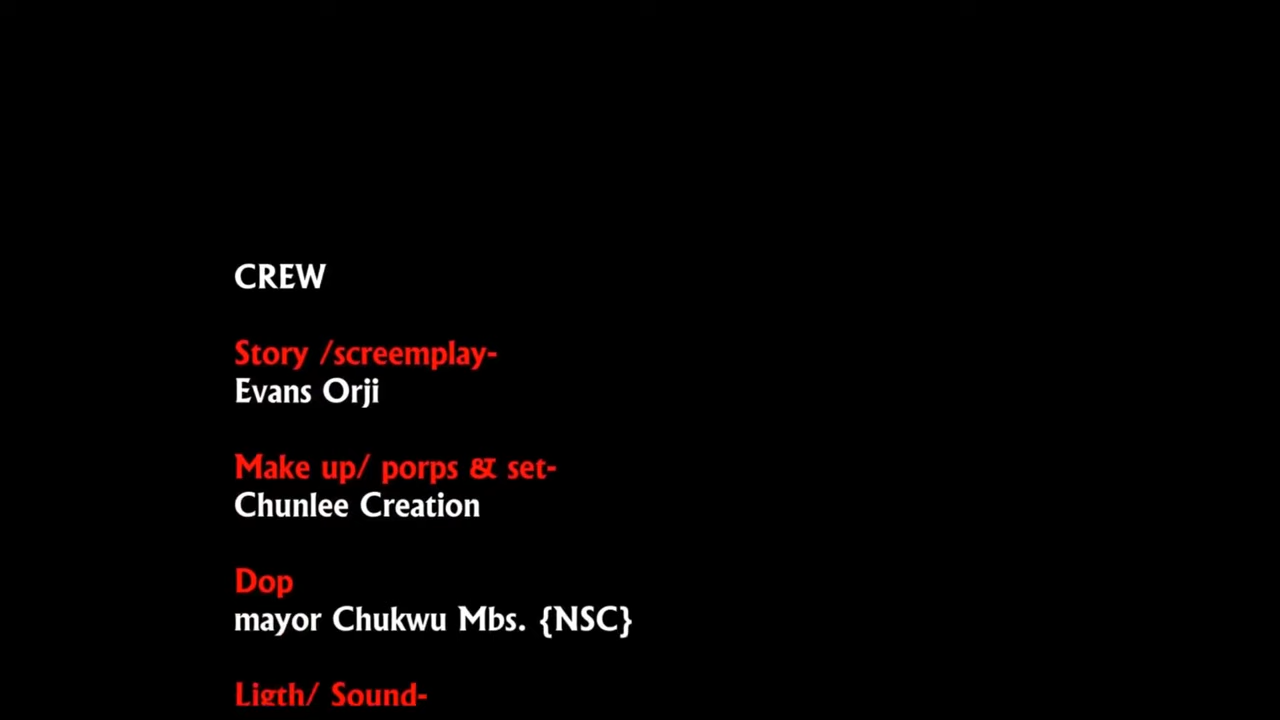 CREW
Story /screemplay-
Evans Orji
Make up/ porps & set-
Chunlee Creation
Dop
mayor Chukwu Mbs. {NSC}
Ligth/ Sound-